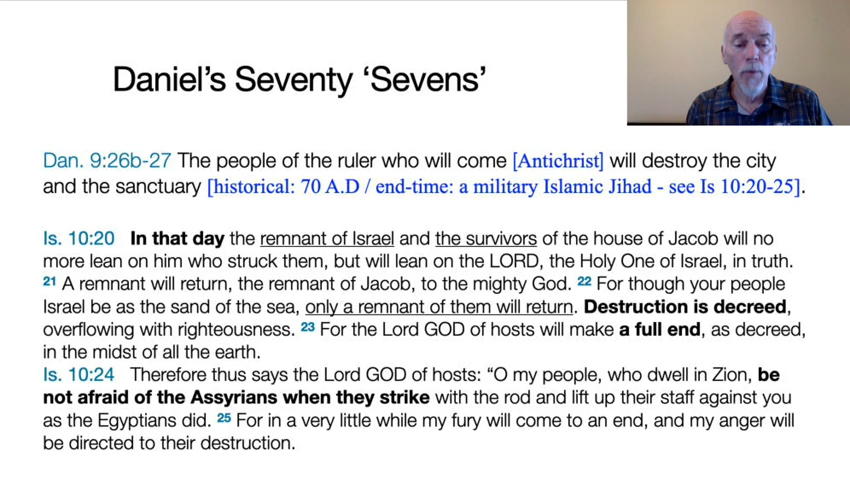 Daniel’s Seventy ‘Sevens’
Dan. 9:26b-27 The people of the ruler who will come [Antichrist] will destroy the city
and the sanctuary [historical: 70 A.D / end-time: a military Islamic Jihad - see Is 10:20-25].
Is. 10:20 In that day the remnant of Israel and the survivors of the house of Jacob will no
more lean on him who struck them, but will lean on the LORD, the Holy One of Israel, in truth.
21 A remnant will return, the remnant of Jacob, to the mighty God. 22 For though your people
Israel be as the sand of the sea, only a remnant of them will return. Destruction is decreed,
overflowing with righteousness. 23 For the Lord GOD of hosts will make a full end, as decreed,
in the midst of all the earth.
Is. 10:24 Therefore thus says the Lord GOD of hosts: “O my people, who dwell in Zion, be
not afraid of the Assyrians when they strike with the rod and lift up their staff against you
as the Egyptians did. 25 For in a very little while my fury will come to an end, and my anger will
be directed to their destruction.